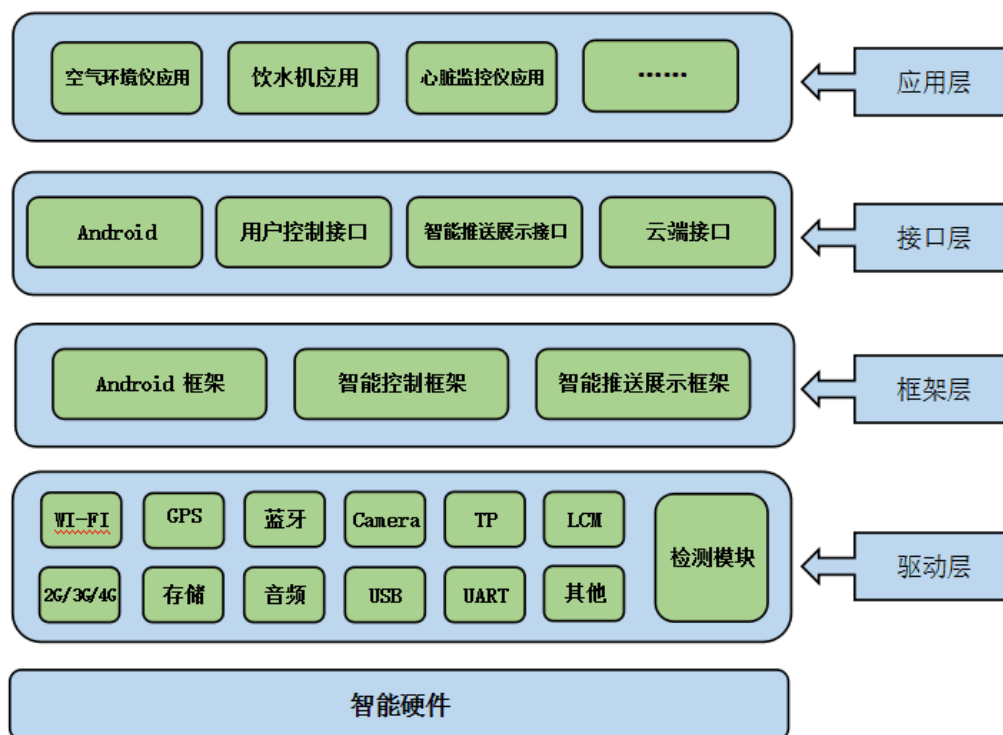 空气环境仪应用
饮水机应用
心脏监控仪应用
……
应用层
Android
用户控制接口
智能推送展示接口
云端接口
接口层
Android 框架
智能控制框架
智能推送展示框架
框架层
WI-FI
GPS
蓝牙
Camera
TP
LCM
检测模块
2G/3G/4G
存储
音频
USB
UART
其他
驱动层
智能硬件